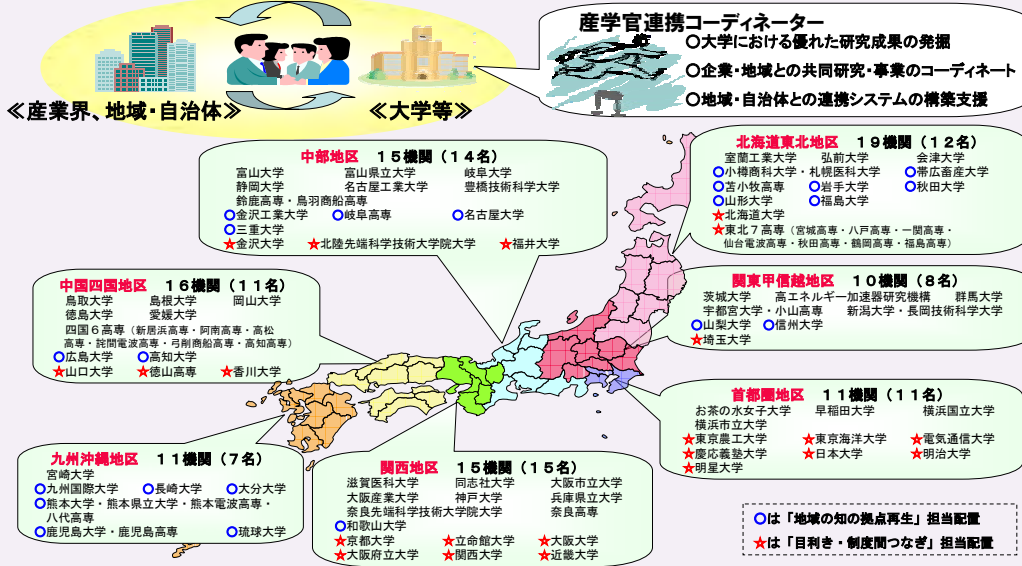 産学官連携コーディネーター
○大学における優れた研究成果の発掘
○企業・地域との共同研究・事業のコーディネート
○地域・自治体との連携システムの構築支援
≪産業界、地域・自治体≫
≪大学等≫
中部地区 15機関(14名)
富山大学 富山県立大学 岐阜大学
静岡大学 名古屋工業大学 豊橋技術科学大学
鈴鹿高専・鳥羽商船高専
○金沢工業大学 ○岐阜高専 ○名古屋大学
○三重大学
☆金沢大学 ☆北陸先端科学技術大学院大学 ☆福井大学
北海道東北地区 19機関(12名)
室蘭工業大学 弘前大学 会津大学
○小樽商科大学・札幌医科大学 ○帯広畜産大学
○苫小牧高専 ○岩手大学 ○秋田大学
○山形大学 ○福島大学
☆北海道大学
☆東北7高専(宮城高専・八戸高専・一関高専・
仙台電波高専・秋田高専・鶴岡高専・福島高専)
中国四国地区 16機関(11名)
鳥取大学 島根大学 岡山大学
徳島大学 愛媛大学
四国6高専(新居浜高専・阿南高専・高松
高専・詫間電波高専・弓削商船高専・高知高専)
○広島大学 ○高知大学
☆山口大学 ☆徳山高専 ☆香川大学
関東甲信越地区 10機関(8名)
茨城大学 高エネルギー加速器研究機構 群馬大学
宇都宮大学・小山高専 新潟大学・長岡技術科学大学
○山梨大学 ○信州大学
☆埼玉大学
首都圏地区 11機関(11名)
お茶の水女子大学 早稲田大学 横浜国立大学
横浜市立大学
☆東京農工大学 ☆東京海洋大学 ☆電気通信大学
☆慶応義塾大学 ☆日本大学 ☆明治大学
☆明星大学
九州沖縄地区 11機関(7名)
宮崎大学
○九州国際大学 ○長崎大学 ○大分大学
○熊本大学・熊本県立大学・熊本電波高専・
八代高専
○鹿児島大学・鹿児島高専 ○琉球大学
関西地区 15機関(15名)
滋賀医科大学 同志社大学 大阪市立大学
大阪産業大学 神戸大学 兵庫県立大学
奈良先端科学技術大学院大学 奈良高専
○和歌山大学
☆京都大学 ☆立命館大学 ☆大阪大学
☆大阪府立大学 ☆関西大学 ☆近畿大学
○は「地域の知の拠点再生」担当配置
☆は「目利き・制度間つなぎ」担当配置